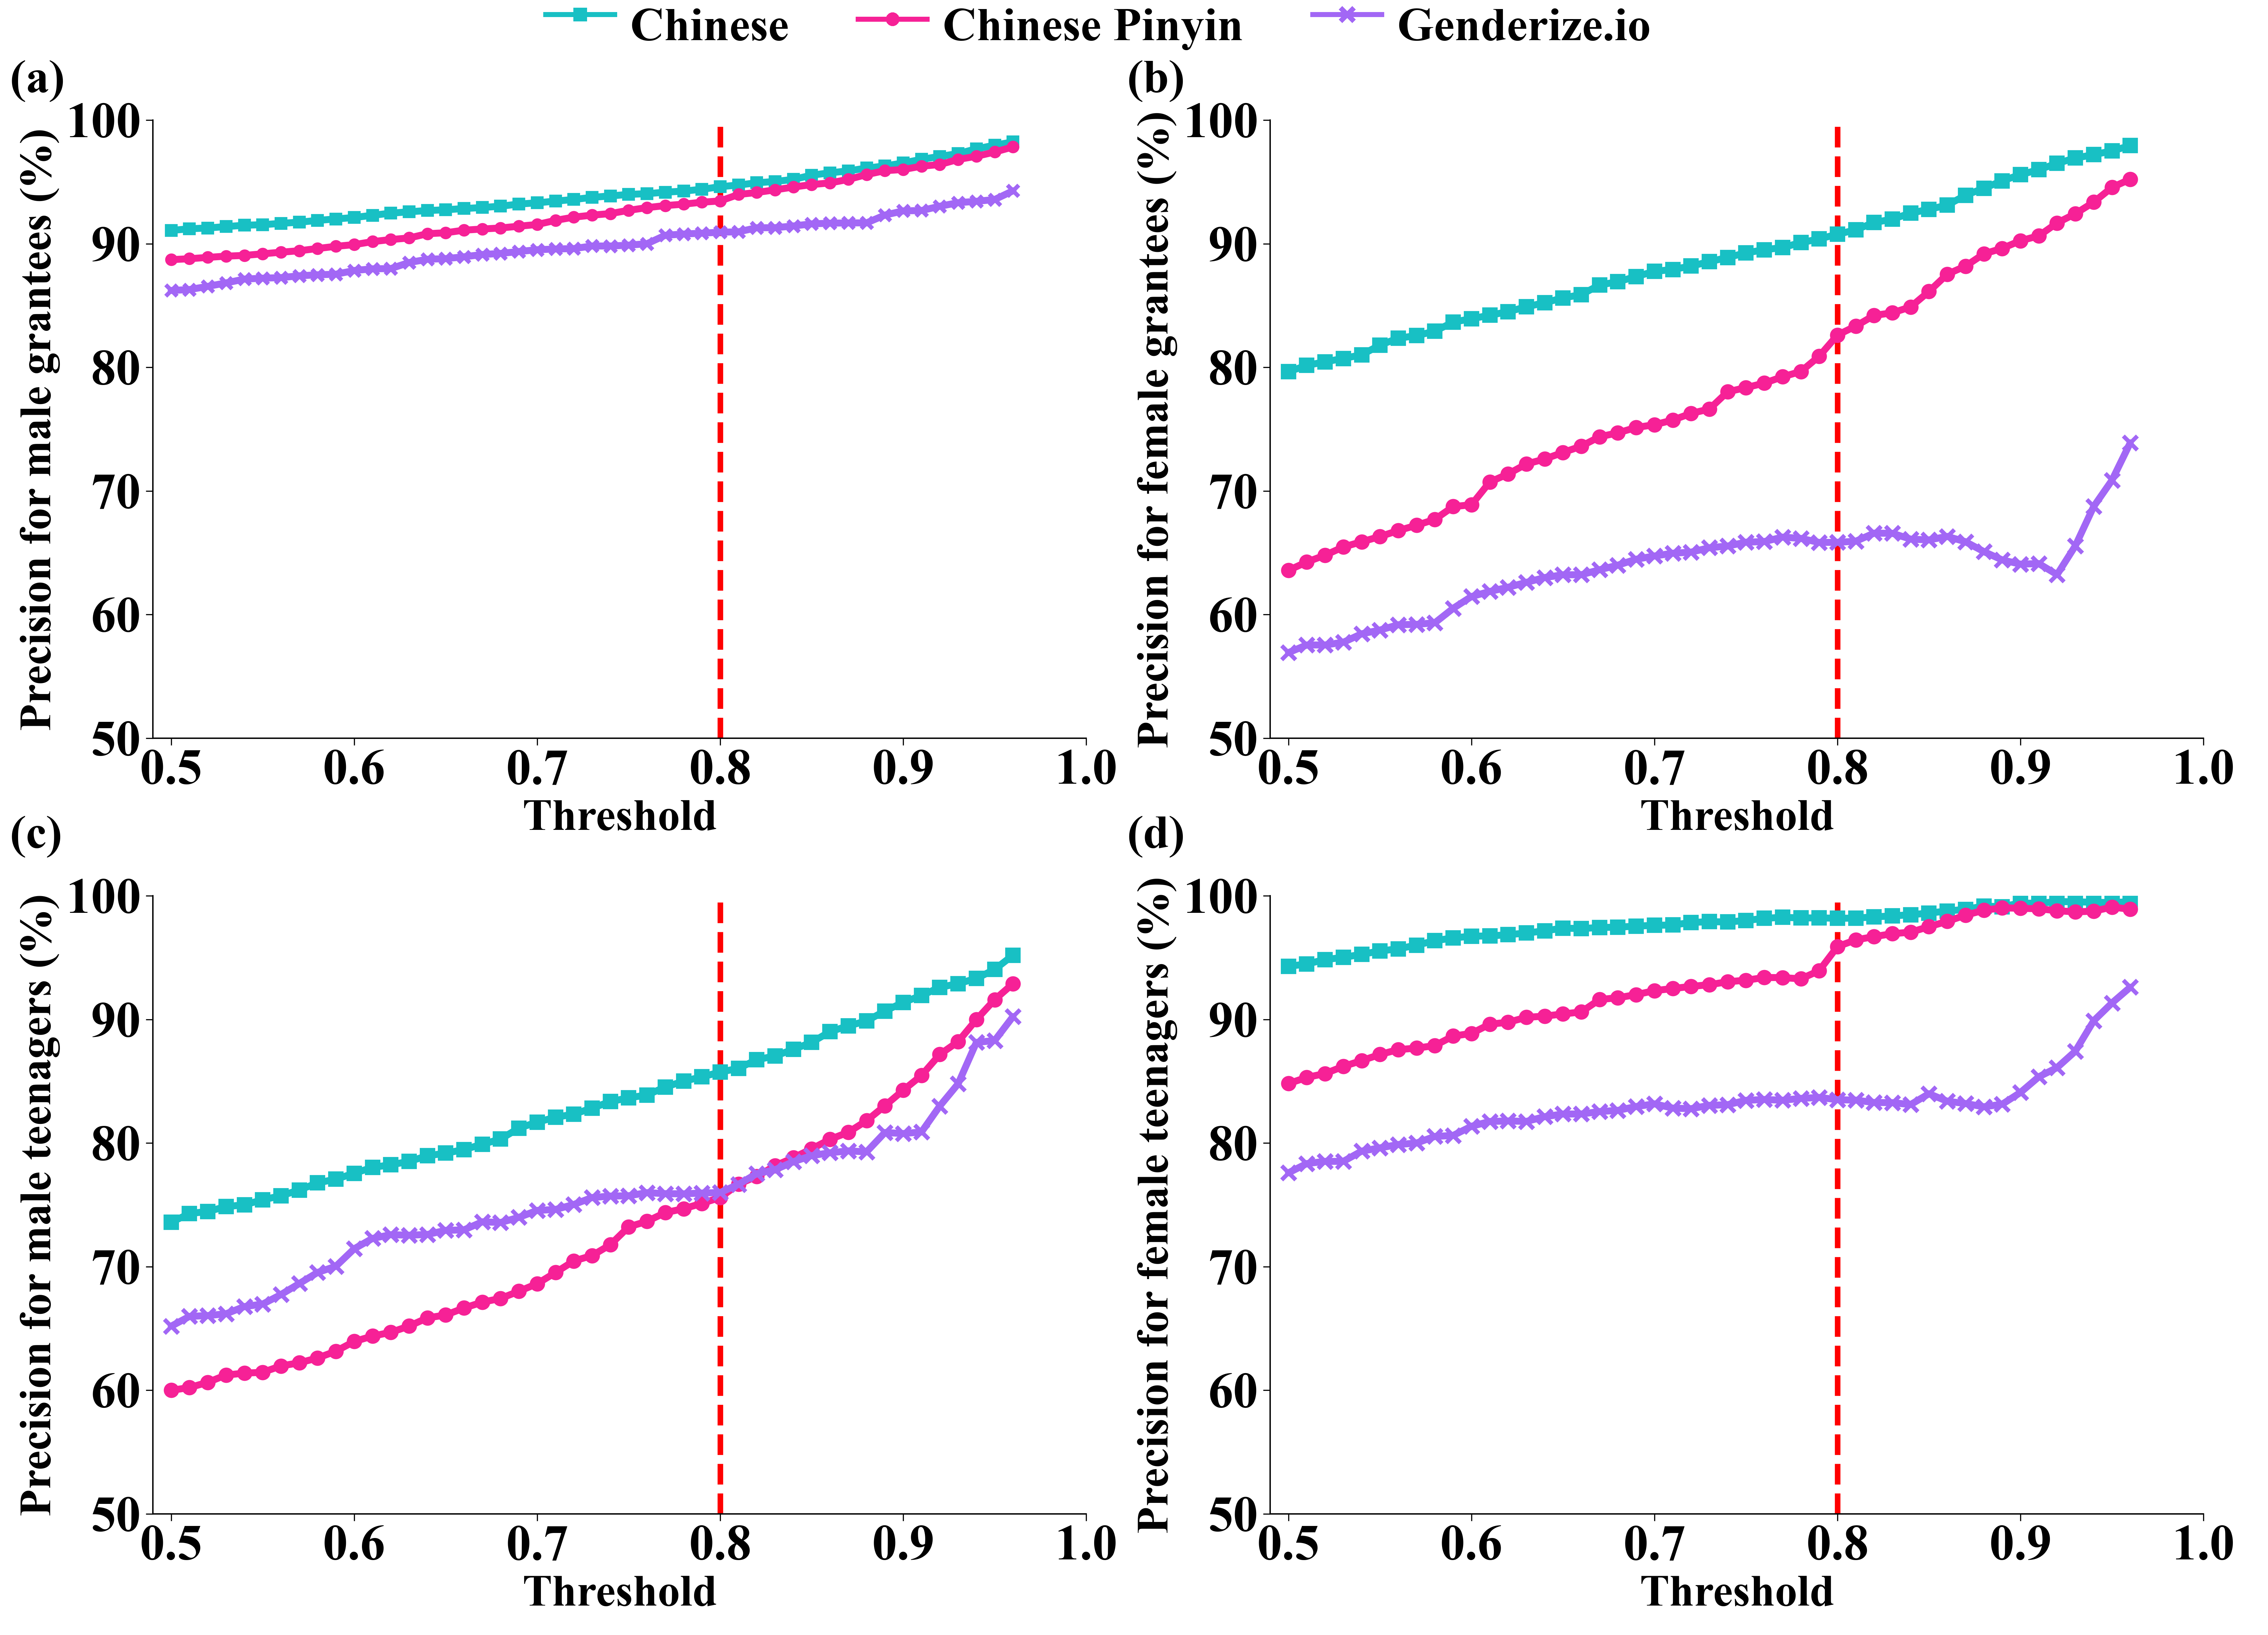 Chinese
Chinese Pinyin
Genderize.io
(a)
Precision for male grantees (%)
100
90
80
70
60
50
0.5 0.6 0.7 0.8 0.9 1.0
Threshold
(b)
Precision for female grantees (%)
100
90
80
70
60
50
0.5 0.6 0.7 0.8 0.9 1.0
Threshold
(c)
Precision for male teenagers (%)
100
90
80
70
60
50
0.5 0.6 0.7 0.8 0.9 1.0
Threshold
(d)
Precision for female teenagers (%)
100
90
80
70
60
50
0.5 0.6 0.7 0.8 0.9 1.0
Threshold